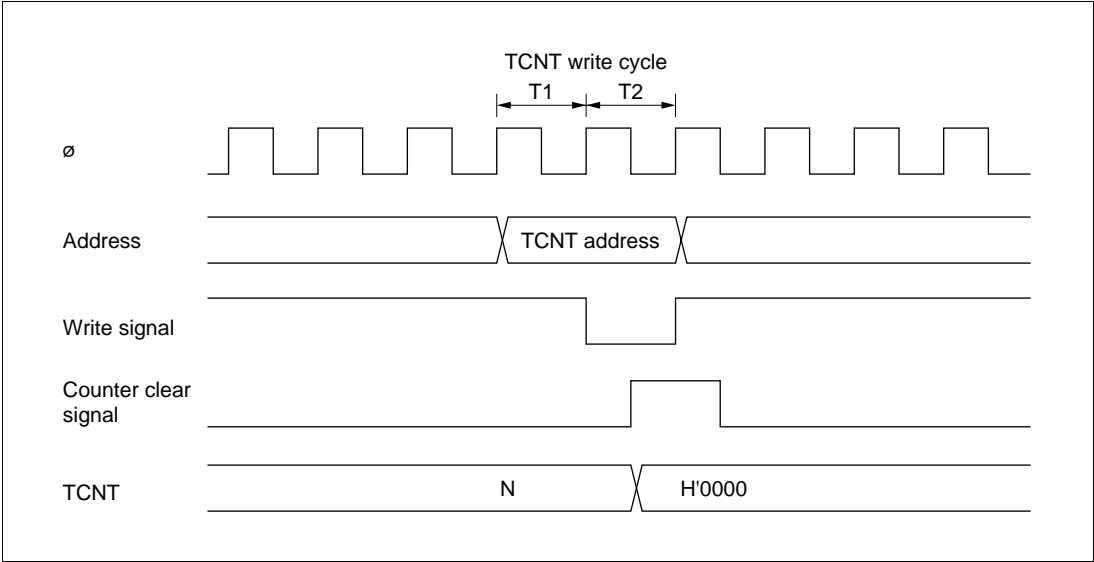 TCNT write cycle
T1 T2
ø
Address
TCNT address
Write signal
Counter clear
signal
TCNT
N
H'0000